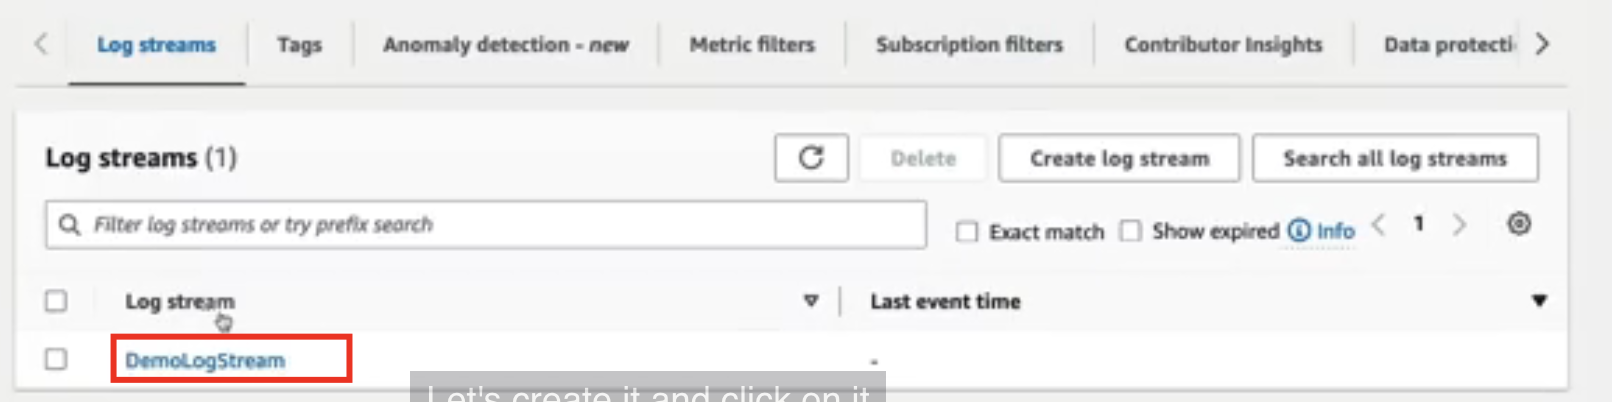 Log streams Tags Anomaly detection - new Metric filters Subscription filters Contributor Insights Data protecti
Log streams (1) Delete Create log stream Search all log streams
Filter log streams or try prefix search Exact match Show expired Info 1
Log stream Last event time
DemoLogStream -
Let's create it and click on it